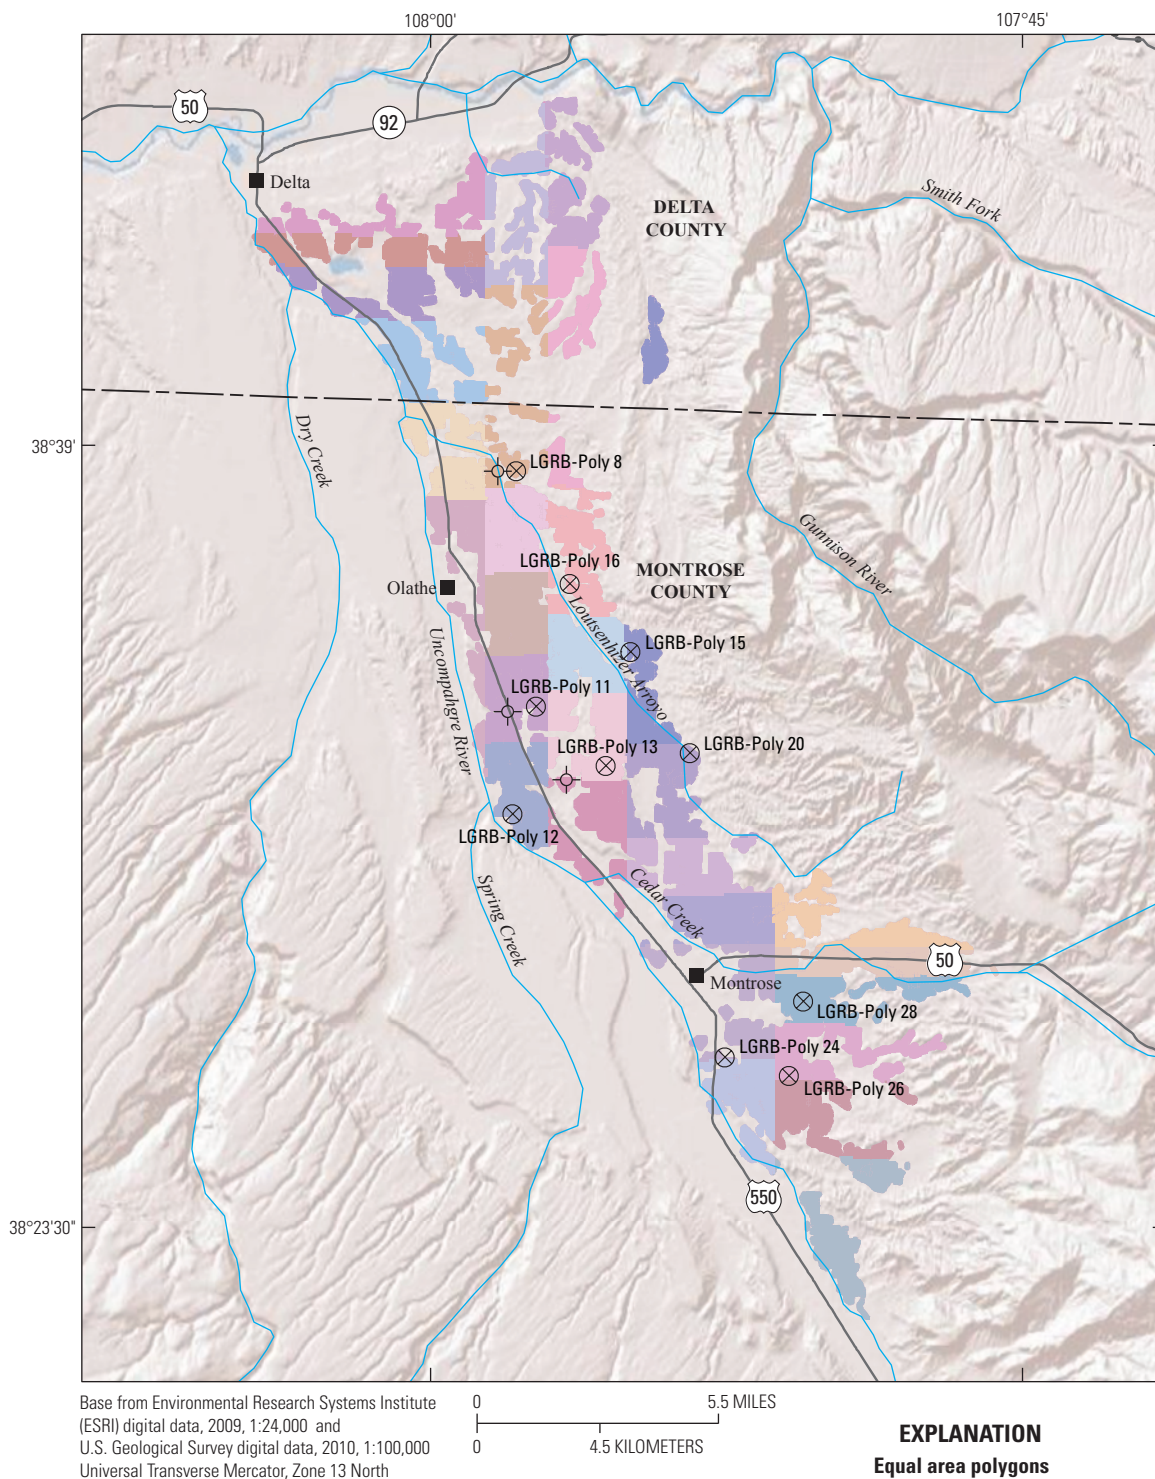 108°00'
107°45'
50
92
Delta
Smith Fork
DELTA
COUNTY
38°39'
Dry Creek
LGRB-Poly 8
Gunnison River
LGRB-Poly 16
MONTROSE
COUNTY
Olathe
Loutsenhizer Arroyo
Uncompahgre River
LGRB-Poly 15
LGRB-Poly 11
LGRB-Poly 13
LGRB-Poly 20
LGRB-Poly 12
Spring Creek
Cedar Creek
50
Montrose
LGRB-Poly 28
LGRB-Poly 24
LGRB-Poly 26
550
38°23'30"
Base from Environmental Research Systems Institute
(ESRI) digital data, 2009, 1:24,000 and
U.S. Geological Survey digital data, 2010, 1:100,000
Universal Transverse Mercator, Zone 13 North
0 5.5 MILES
0 4.5 KILOMETERS
EXPLANATION
Equal area polygons